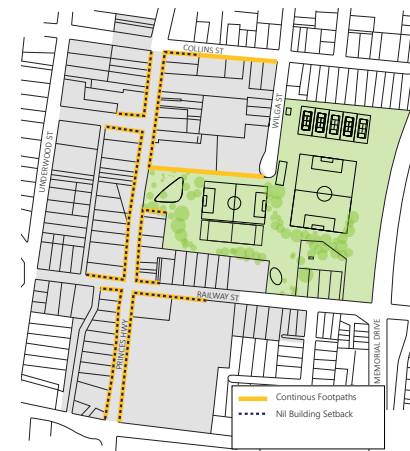 COLLINS ST
WILGA ST
UNDERWOOD ST
RAILWAY ST
PRINCES HWY
MEMORIAL DRIVE
Continous Footpaths
Nil Building Setback